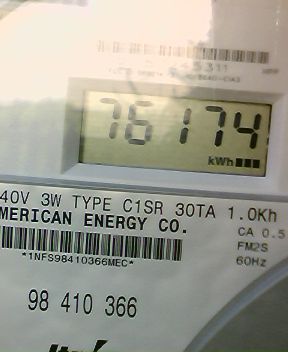 76174
kWh
40V 3W TYPE C1SR 30TA 1.0Kh
MERICAN ENERGY CO.
CA 0.5
FM2S
60Hz
*1NFS98410366MEC*
98 410 366